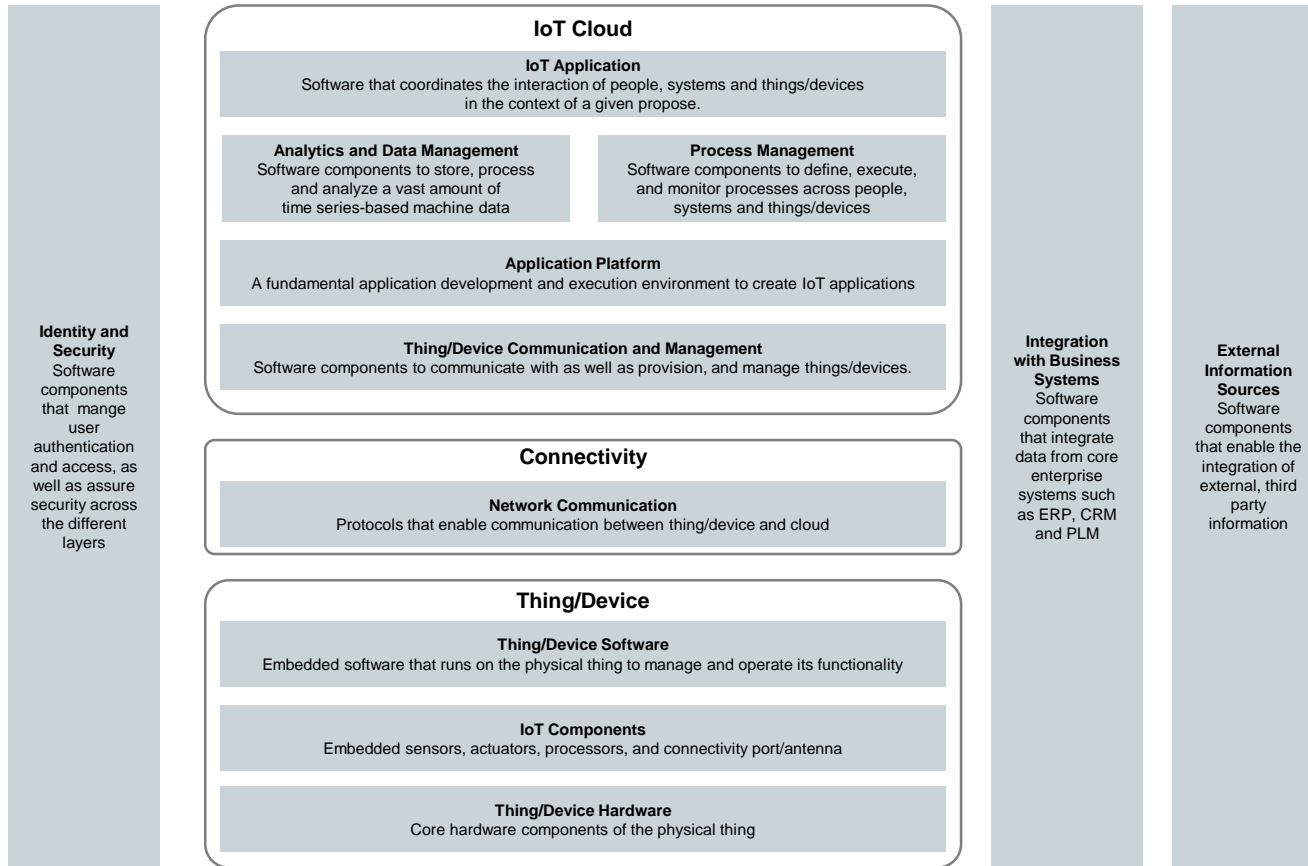 IoT Cloud
IoT Application
Software that coordinates the interaction of people, systems and things/devices
in the context of a given propose.
Analytics and Data Management
Software components to store, process
and analyze a vast amount of
time series-based machine data
Process Management
Software components to define, execute,
and monitor processes across people,
systems and things/devices
Application Platform
A fundamental application development and execution environment to create IoT applications
Thing/Device Communication and Management
Software components to communicate with as well as provision, and manage things/devices.
Connectivity
Network Communication
Protocols that enable communication between thing/device and cloud
Thing/Device
Thing/Device Software
Embedded software that runs on the physical thing to manage and operate its functionality
IoT Components
Embedded sensors, actuators, processors, and connectivity port/antenna
Thing/Device Hardware
Core hardware components of the physical thing
Identity and
Security
Software
components
that mange
user
authentication
and access, as
well as assure
security across
the different
layers
Integration
with Business
Systems
Software
components
that integrate
data from core
enterprise
systems such
as ERP, CRM
and PLM
External
Information
Sources
Software
components
that enable the
integration of
external, third
party
information